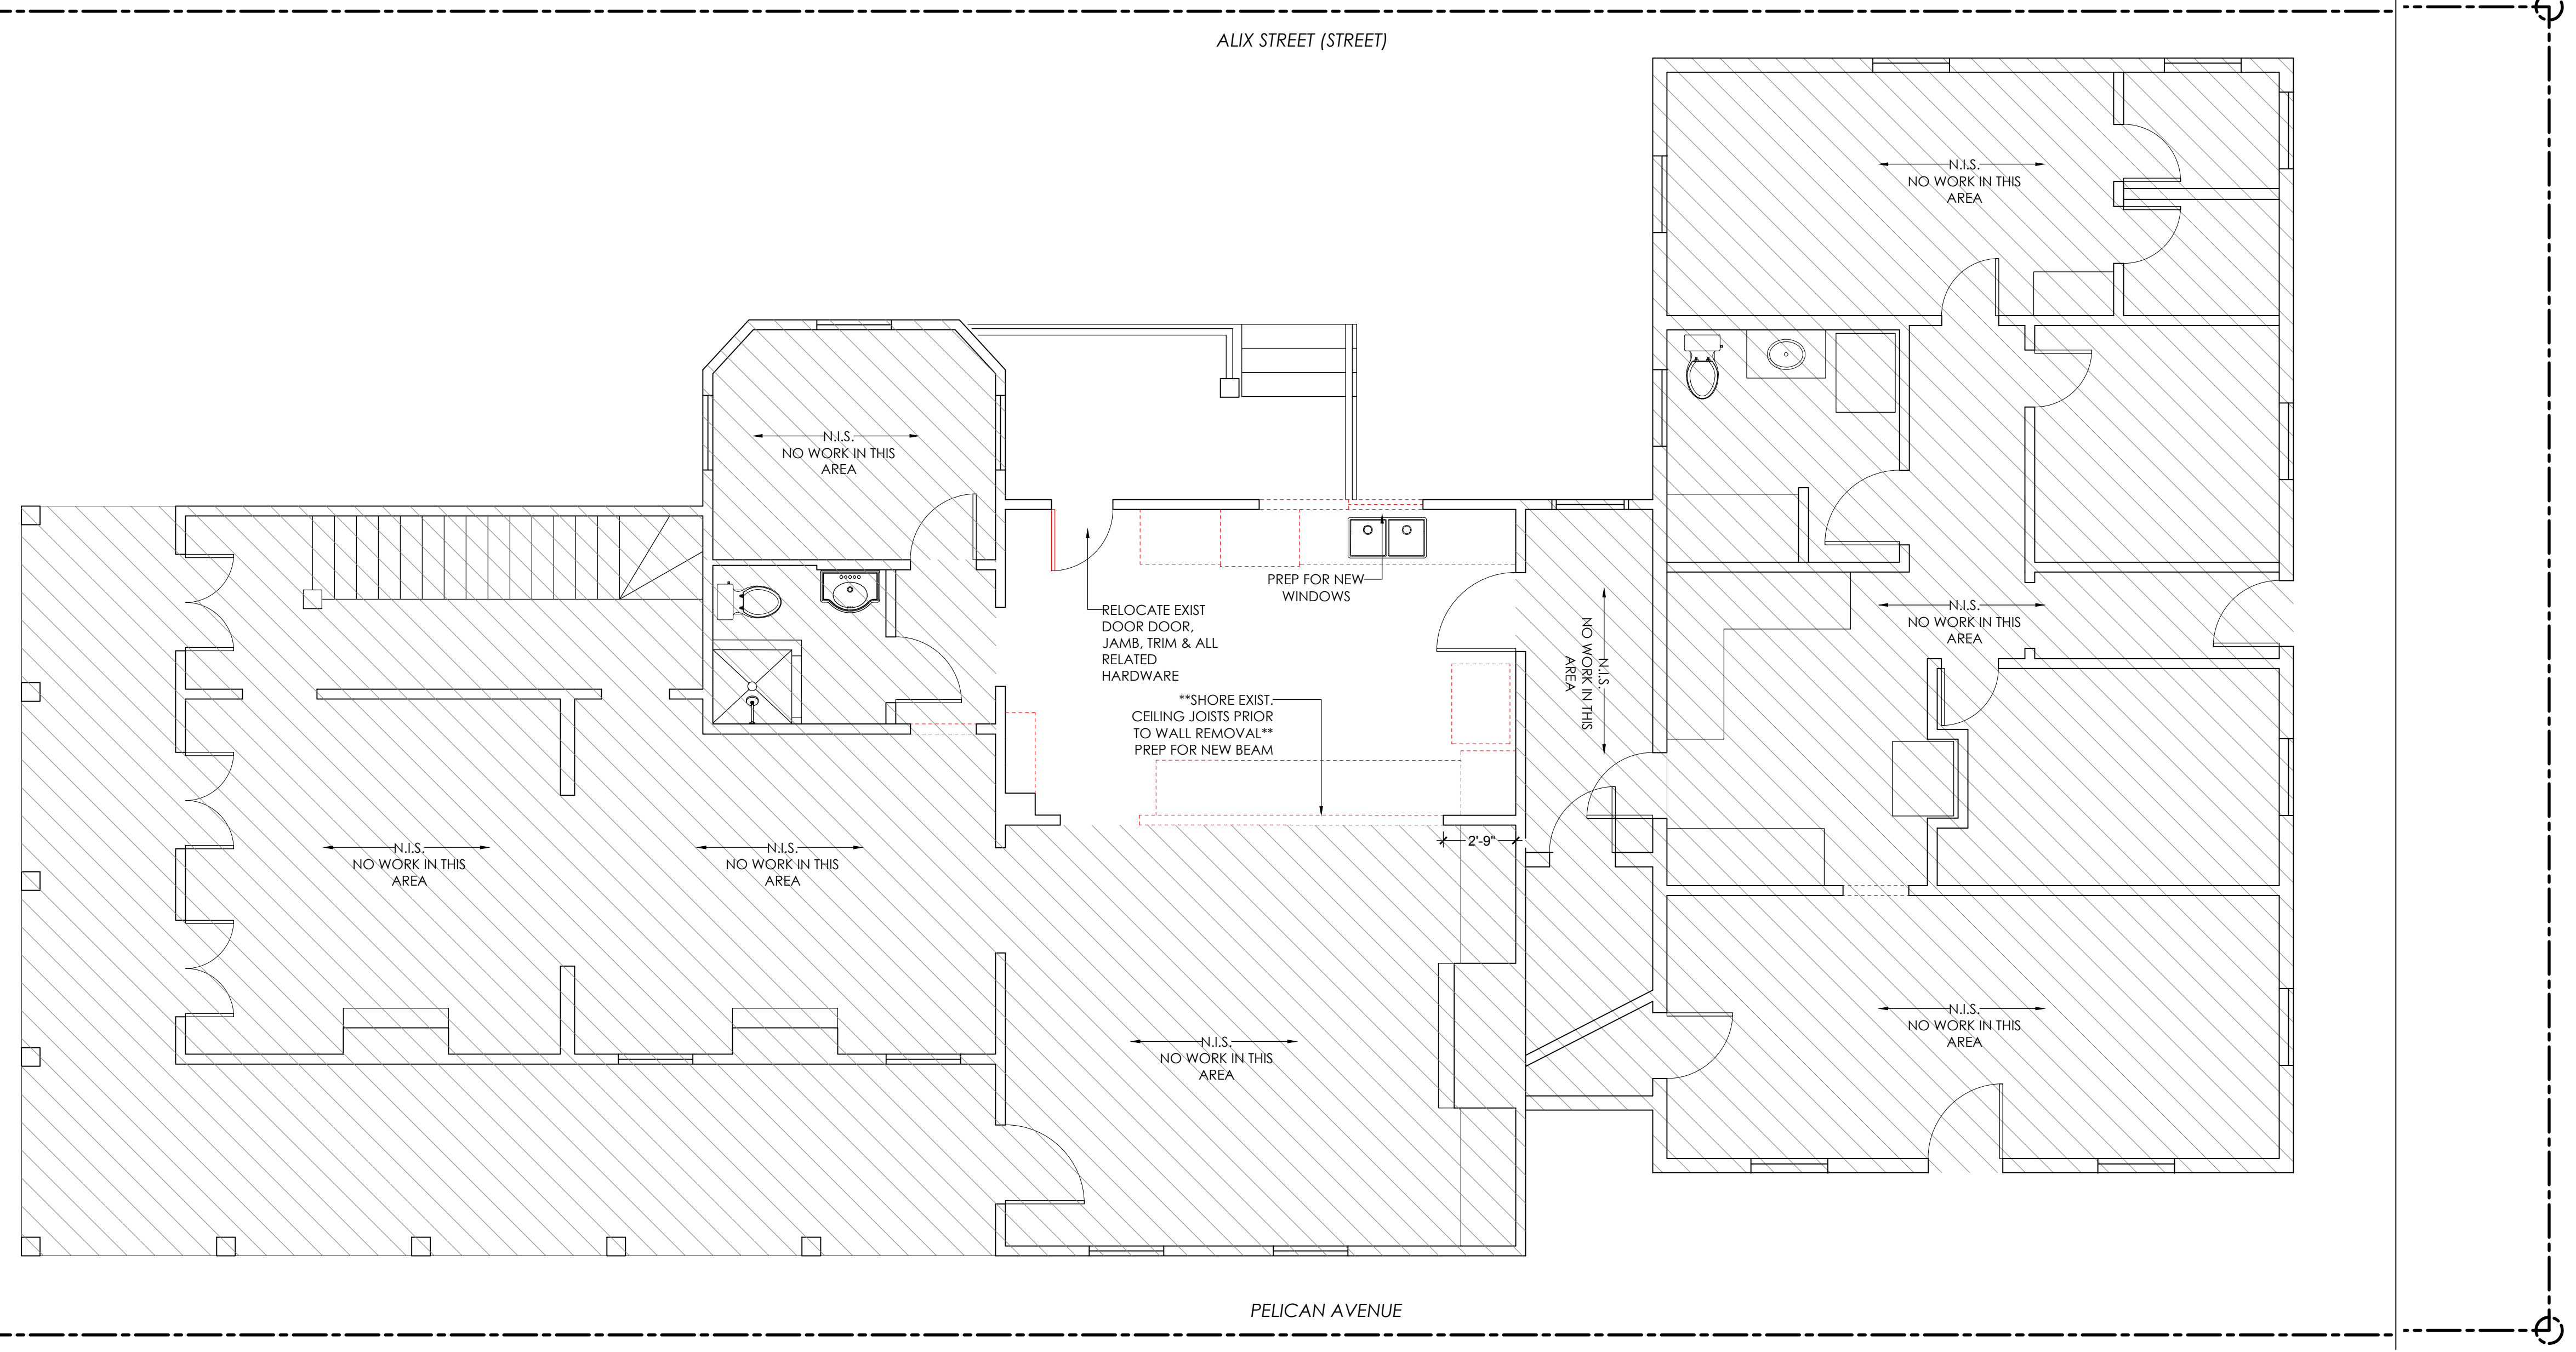 ALIX STREET (STREET)
N.I.S.
NO WORK IN THIS
AREA
N.I.S.
NO WORK IN THIS
AREA
PREP FOR NEW
WINDOWS
RELOCATE EXIST
DOOR DOOR,
JAMB, TRIM & ALL
RELATED
HARDWARE
N.I.S.
NO WORK IN THIS
AREA
N.I.S.
NO WORK IN THIS
AREA
**SHORE EXIST.
CEILING JOISTS PRIOR
TO WALL REMOVAL**
PREP FOR NEW BEAM
2'-9"
N.I.S.
NO WORK IN THIS
AREA
N.I.S.
NO WORK IN THIS
AREA
N.I.S.
NO WORK IN THIS
AREA
N.I.S.
NO WORK IN THIS
AREA
PELICAN AVENUE